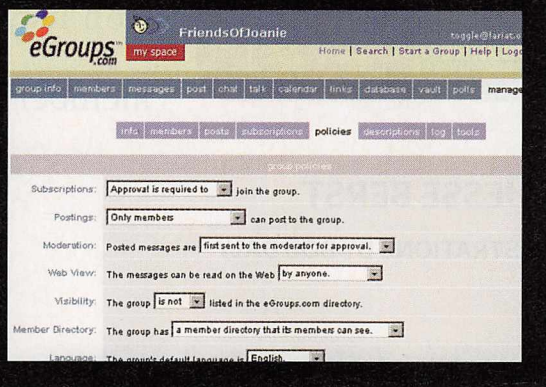 eGroups.com
FriendsOfJoanie
toggle@fariat.o
my space
Home | Search | Start a Group | Help | Logo
group info members messages post chat talk calendar links database vault polls manage
info members posts subscriptions policies descriptions log tools
group policies
Subscriptions: Approval is required to join the group.
Postings: Only members can post to the group.
Moderation: Posted messages are first sent to the moderator for approval.
Web View: The messages can be read on the Web by anyone.
Visibility: The group is not listed in the eGroups.com directory.
Member Directory: The group has a member directory that its members can see.
Language: The group's default language is English.